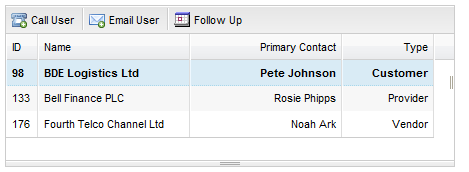 Call User Email User Follow Up
ID Name Primary Contact Type
98 BDE Logistics Ltd Pete Johnson Customer
133 Bell Finance PLC Rosie Phipps Provider
176 Fourth Telco Channel Ltd Noah Ark Vendor